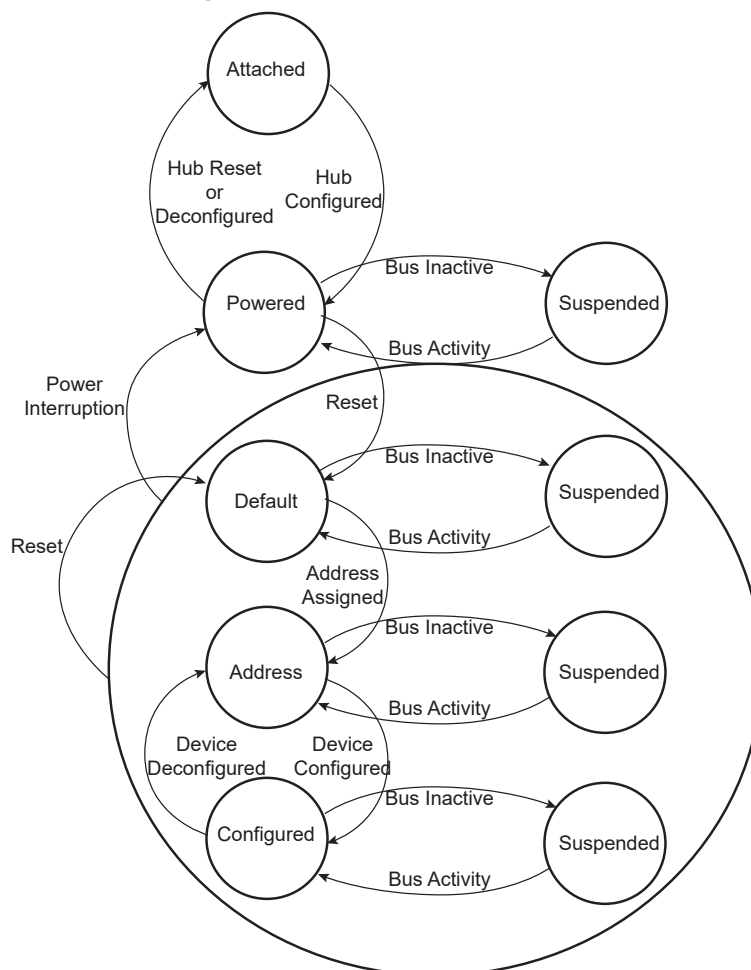 Attached
Hub Reset
or
Deconfigured
Hub
Configured
Powered
Bus Inactive
Suspended
Bus Activity
Power
Interruption
Reset
Default
Bus Inactive
Suspended
Bus Activity
Reset
Address
Assigned
Address
Bus Inactive
Suspended
Bus Activity
Device
Deconfigured
Device
Configured
Configured
Bus Inactive
Suspended
Bus Activity